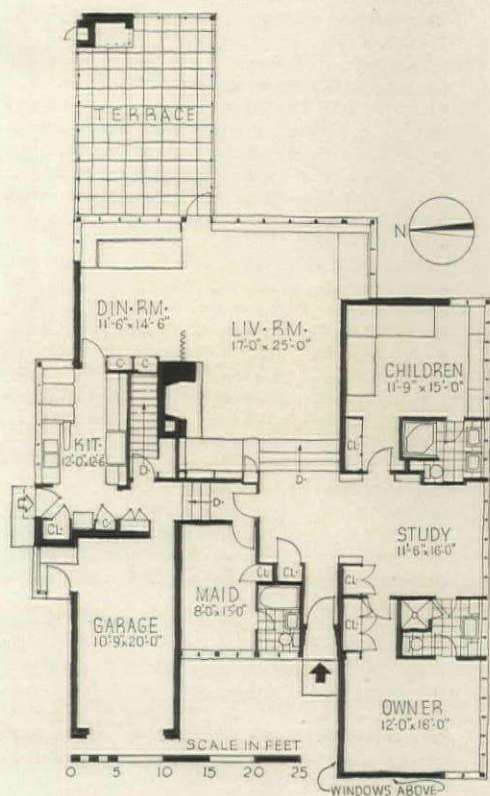 TERRACE
N
DIN·RM·
11'-6"x14'-6"
LIV·RM·
17'-0"x25'-0"
CHILDREN
11'-9"x15'-0"
C·
C·
KIT·
12'-0"x12'-6"
CL·
D·
D·
D·
CL·
C·
STUDY
11'-6"x16'-0"
MAID
8'-0"x15'-0"
CL·
CL·
CL·
GARAGE
10'-9"x20'-0"
CL·
OWNER
12'-0"x16'-0"
SCALE IN FEET
0 5 10 15 20 25
WINDOWS ABOVE